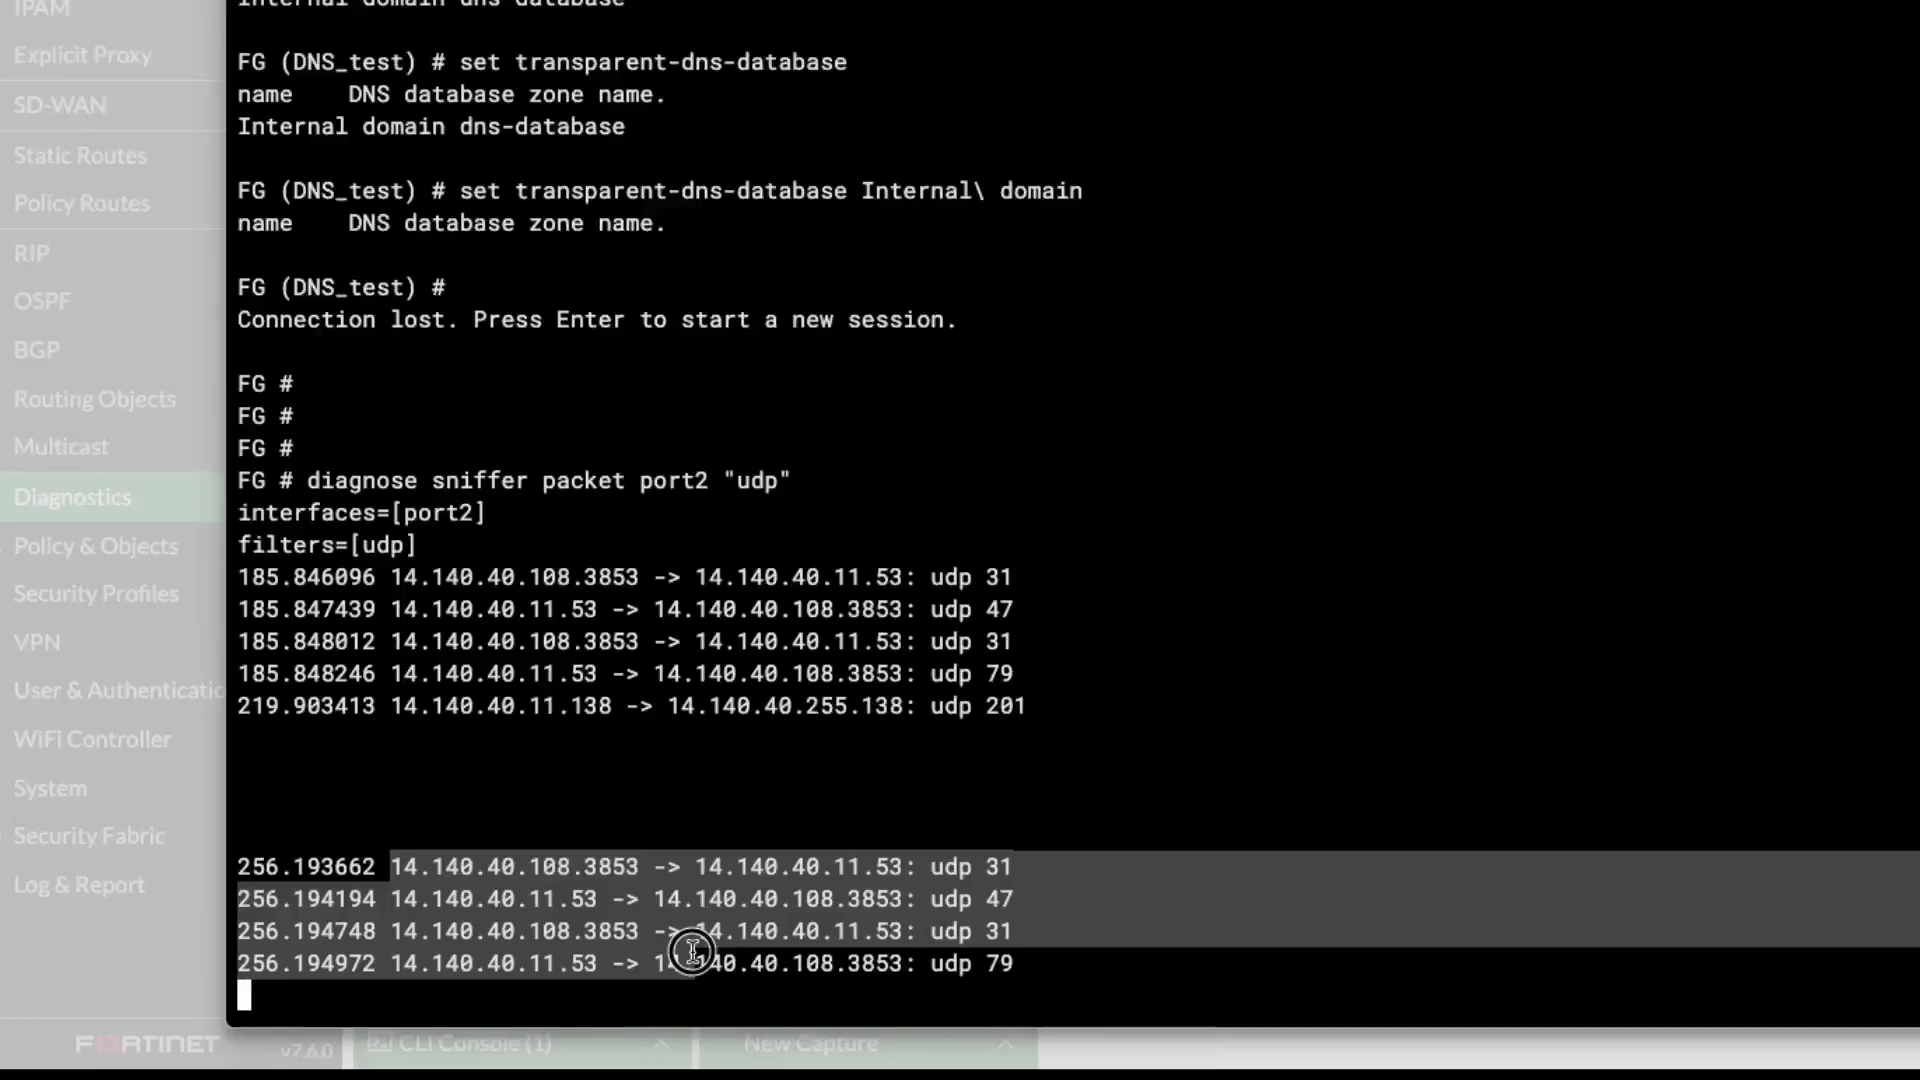 IPAM
Explicit Proxy
SD-WAN
Static Routes
Policy Routes
RIP
OSPF
BGP
Routing Objects
Multicast
Diagnostics
Policy & Objects
Security Profiles
VPN
User & Authenticatio
WiFi Controller
System
Security Fabric
Log & Report
FORTINET
v7.6.0
Internal domain dns-database
FG (DNS_test) # set transparent-dns-database
name    DNS database zone name.
Internal domain dns-database
FG (DNS_test) # set transparent-dns-database Internal\ domain
name    DNS database zone name.
FG (DNS_test) #
Connection lost. Press Enter to start a new session.
FG #
FG #
FG #
FG # diagnose sniffer packet port2 "udp"
interfaces=[port2]
filters=[udp]
185.846096 14.140.40.108.3853 -> 14.140.40.11.53: udp 31
185.847439 14.140.40.11.53 -> 14.140.40.108.3853: udp 47
185.848012 14.140.40.108.3853 -> 14.140.40.11.53: udp 31
185.848246 14.140.40.11.53 -> 14.140.40.108.3853: udp 79
219.903413 14.140.40.11.138 -> 14.140.40.255.138: udp 201
256.193662 14.140.40.108.3853 -> 14.140.40.11.53: udp 31
256.194194 14.140.40.11.53 -> 14.140.40.108.3853: udp 47
256.194748 14.140.40.108.3853 -> 14.140.40.11.53: udp 31
256.194972 14.140.40.11.53 -> 14.140.40.108.3853: udp 79
CLI Console (1)
New Capture